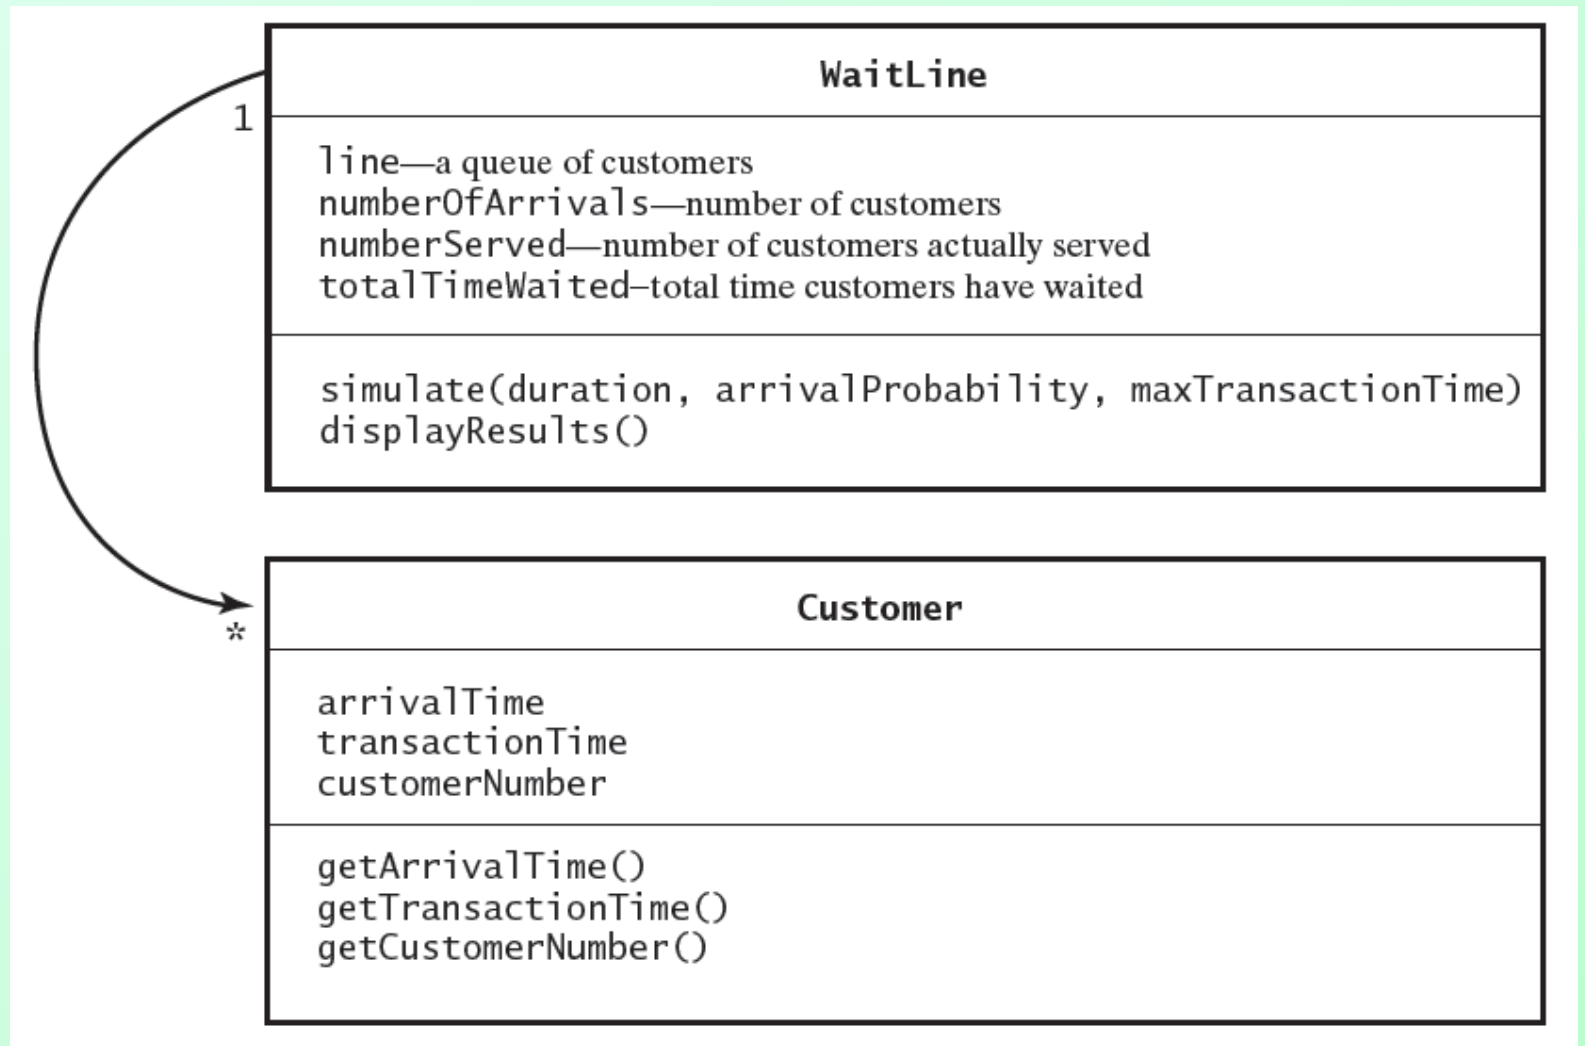 WaitLine
1
line—a queue of customers
numberOfArrivals—number of customers
numberServed—number of customers actually served
totalTimeWaited–total time customers have waited
simulate(duration, arrivalProbability, maxTransactionTime)
displayResults()
Customer
*
arrivalTime
transactionTime
customerNumber
getArrivalTime()
getTransactionTime()
getCustomerNumber()